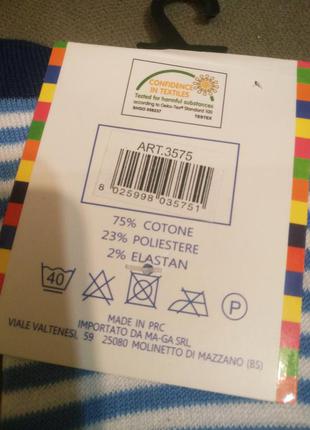 CONFIDENCE
IN TEXTILES
Tested for harmful substances
according to Oeko-Tex® Standard 100
TESTEX
ART.3575
8 025998 035751
75% COTONE
23% POLIESTERE
2% ELASTAN
40 P
MADE IN PRC
IMPORTATO DA MA-GA SRL
VIALE VALTENESI, 59 25080 MOLINETTO DI MAZZANO (BS)